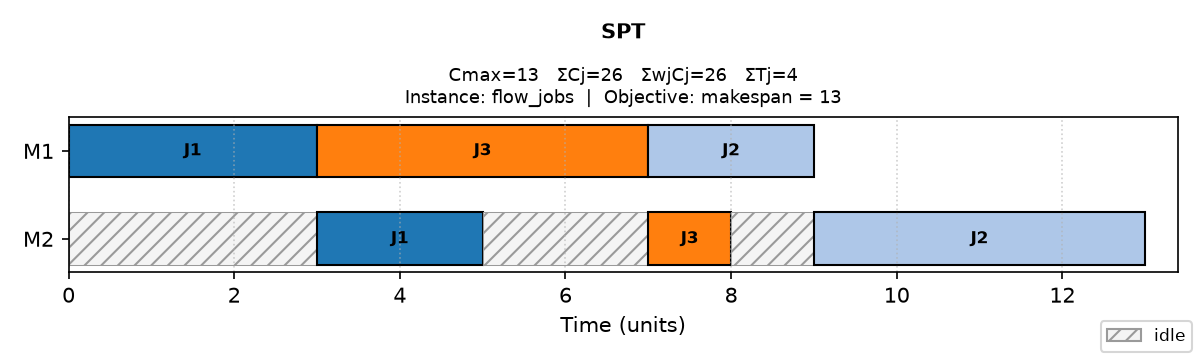 SPT
Cmax=13   ΣCj=26   ΣwjCj=26   ΣTj=4
Instance: flow_jobs  |  Objective: makespan = 13
M1
J1
J3
J2
M2
J1
J3
J2
0
2
4
6
8
10
12
Time (units)
idle